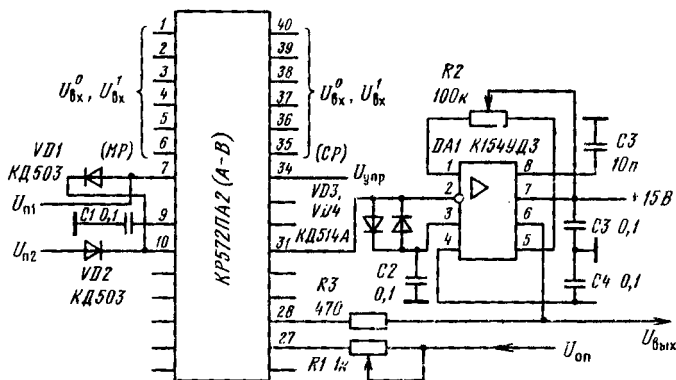 1
2
3
4
5
6
7
9
10
U⁰вх, U¹вх
(МР)
VD1
КД503
Uп1
C1 0,1
Uп2
VD2
КД503
КР572ПА2 (А-В)
40
39
38
37
36
35
34
31
28
27
U⁰вх, U¹вх
(СР)
Uупр
VD3,
VD4
КД514А
C2
0,1
R3
470
R1 1к
R2
100к
DA1 К154УД3
1
2
3
4
8
7
6
5
C3
10п
+15В
C3 0,1
C4 0,1
Uвых
Uоп